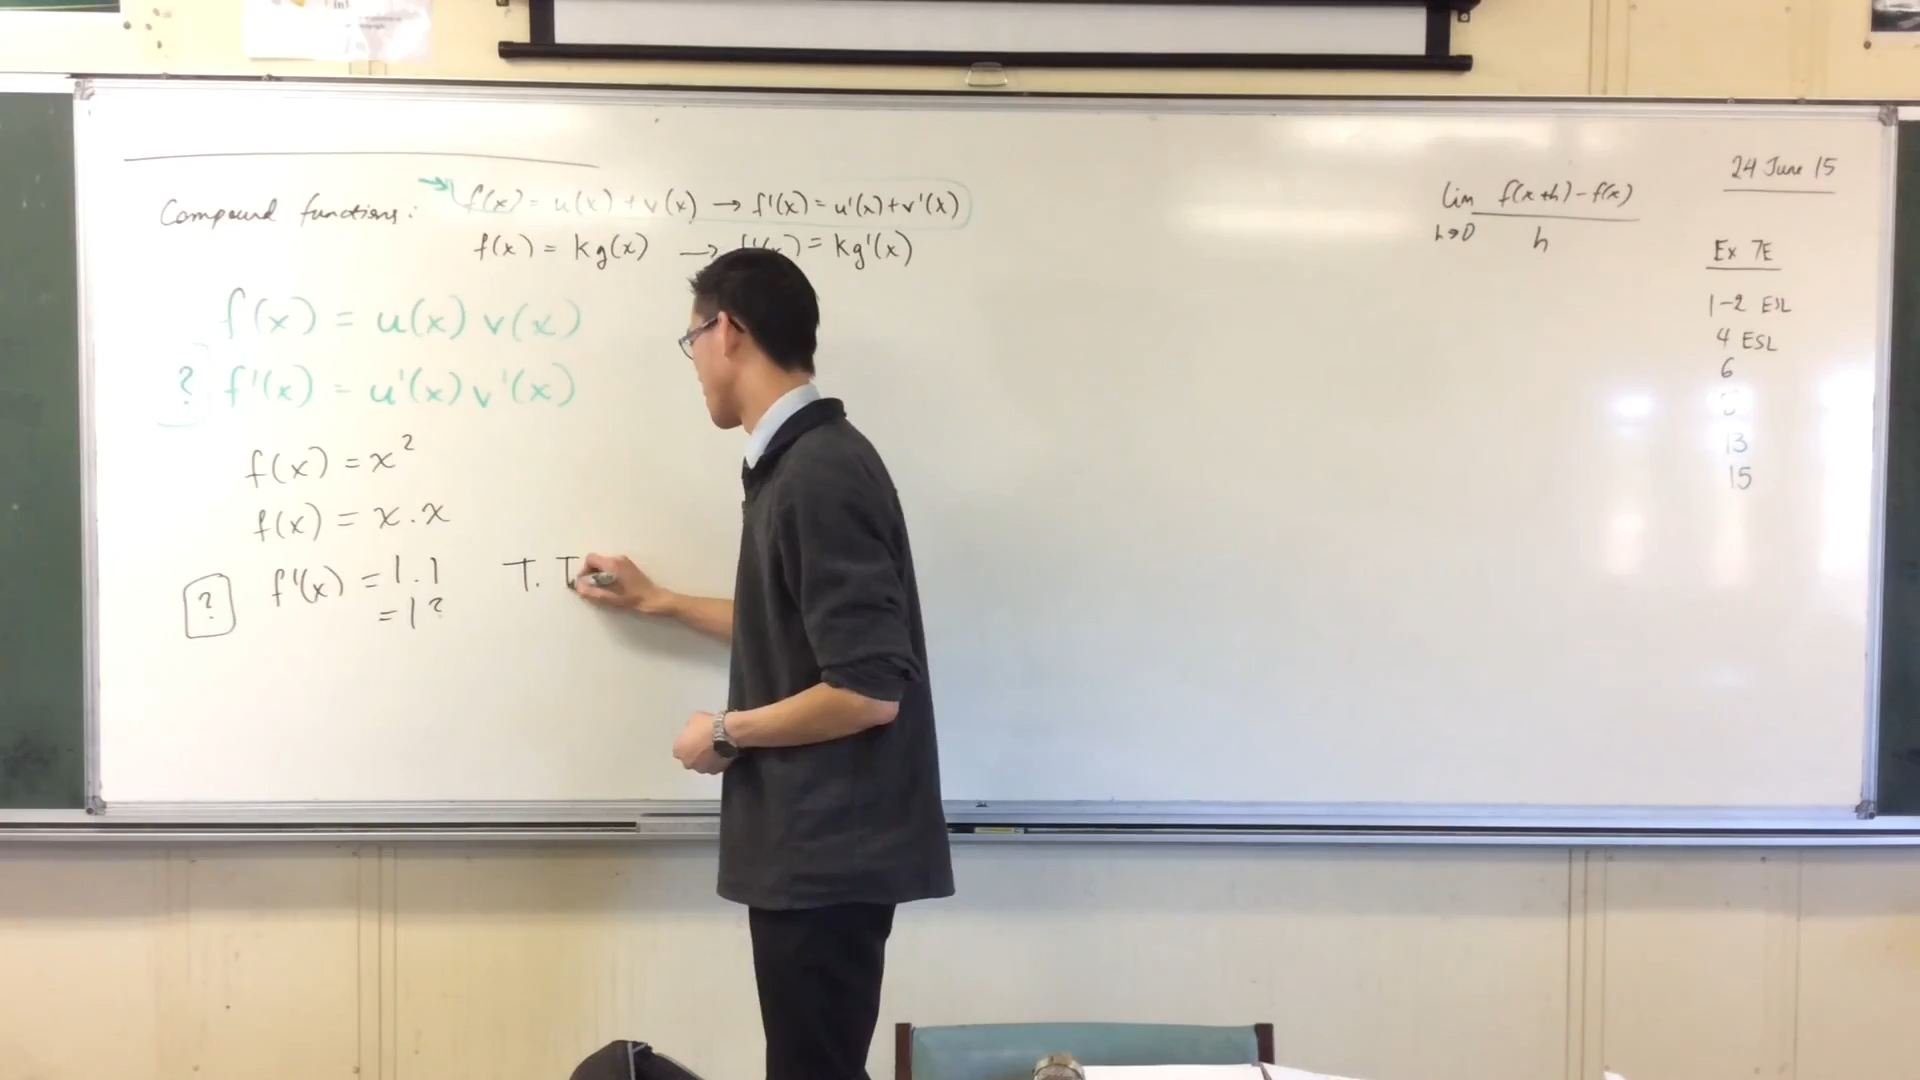 Compound functions: f(x) = u(x) + v(x) → f'(x) = u'(x) + v'(x)
f(x) = kg(x) → f'(x) = kg'(x)
f(x) = u(x) v(x)
? f'(x) = u'(x) v'(x)
f(x) = x²
f(x) = x.x
? f'(x) = 1.1
= 1?
T. T
lim f(x+h) - f(x)
h→0 h
24 June 15
Ex 7E
1-2 ESL
4 ESL
6
13
15